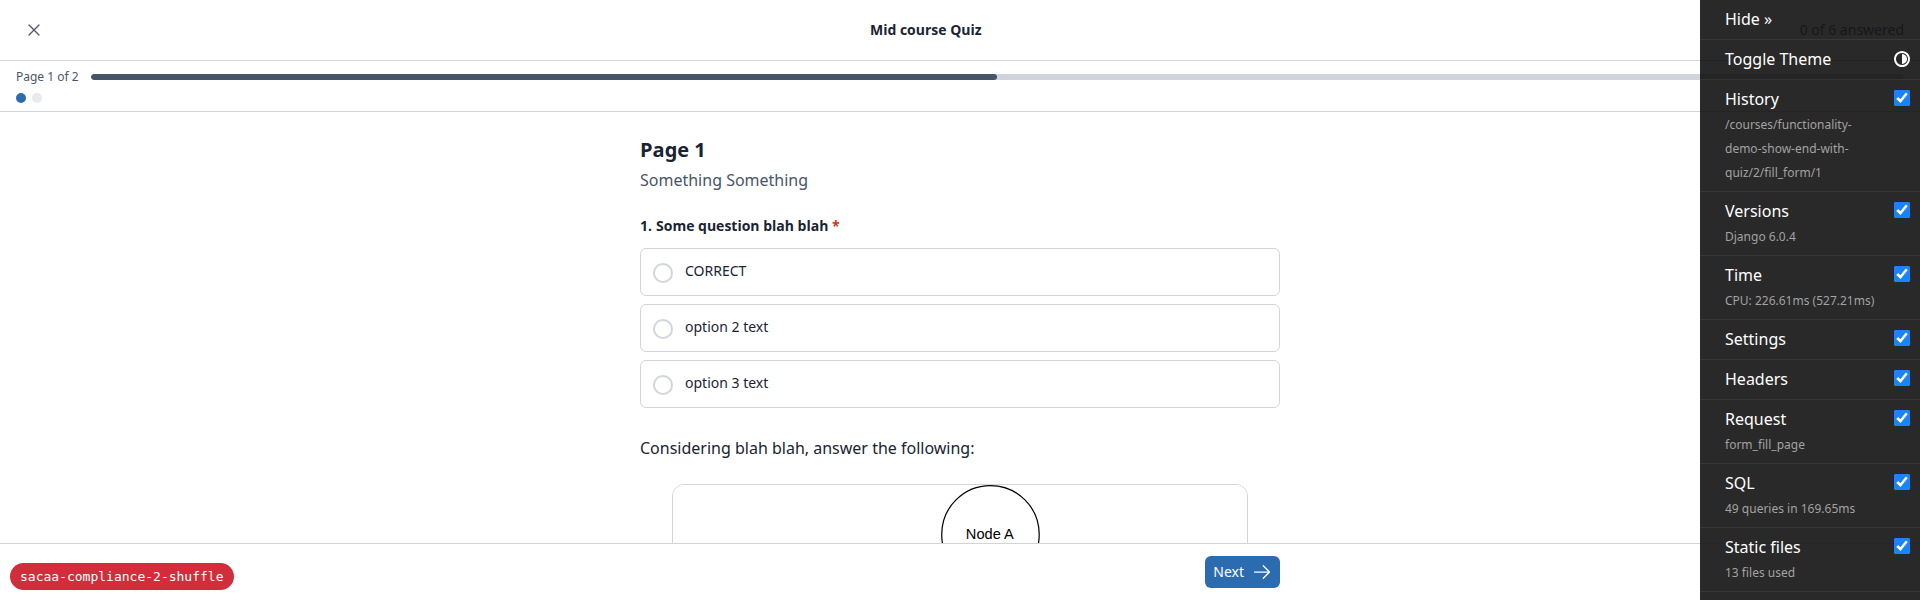 Mid course Quiz
0 of 6 answered
Page 1 of 2
Page 1
Something Something
1. Some question blah blah *
CORRECT
option 2 text
option 3 text
Considering blah blah, answer the following:
Node A
sacaa-compliance-2-shuffle
Next
Hide »
Toggle Theme
History
/courses/functionality-
demo-show-end-with-
quiz/2/fill_form/1
Versions
Django 6.0.4
Time
CPU: 226.61ms (527.21ms)
Settings
Headers
Request
form_fill_page
SQL
49 queries in 169.65ms
Static files
13 files used